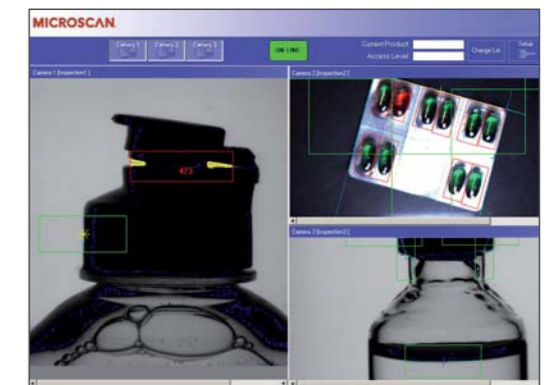 MICROSCAN.
Camera 1 Camera 2 Camera 3
ON LINE
Current Product:
Access Level:
Change Lot
Setup
Camera 1 [Inspection1]
Camera 2 [Inspection2]
Camera 3 [Inspection3]